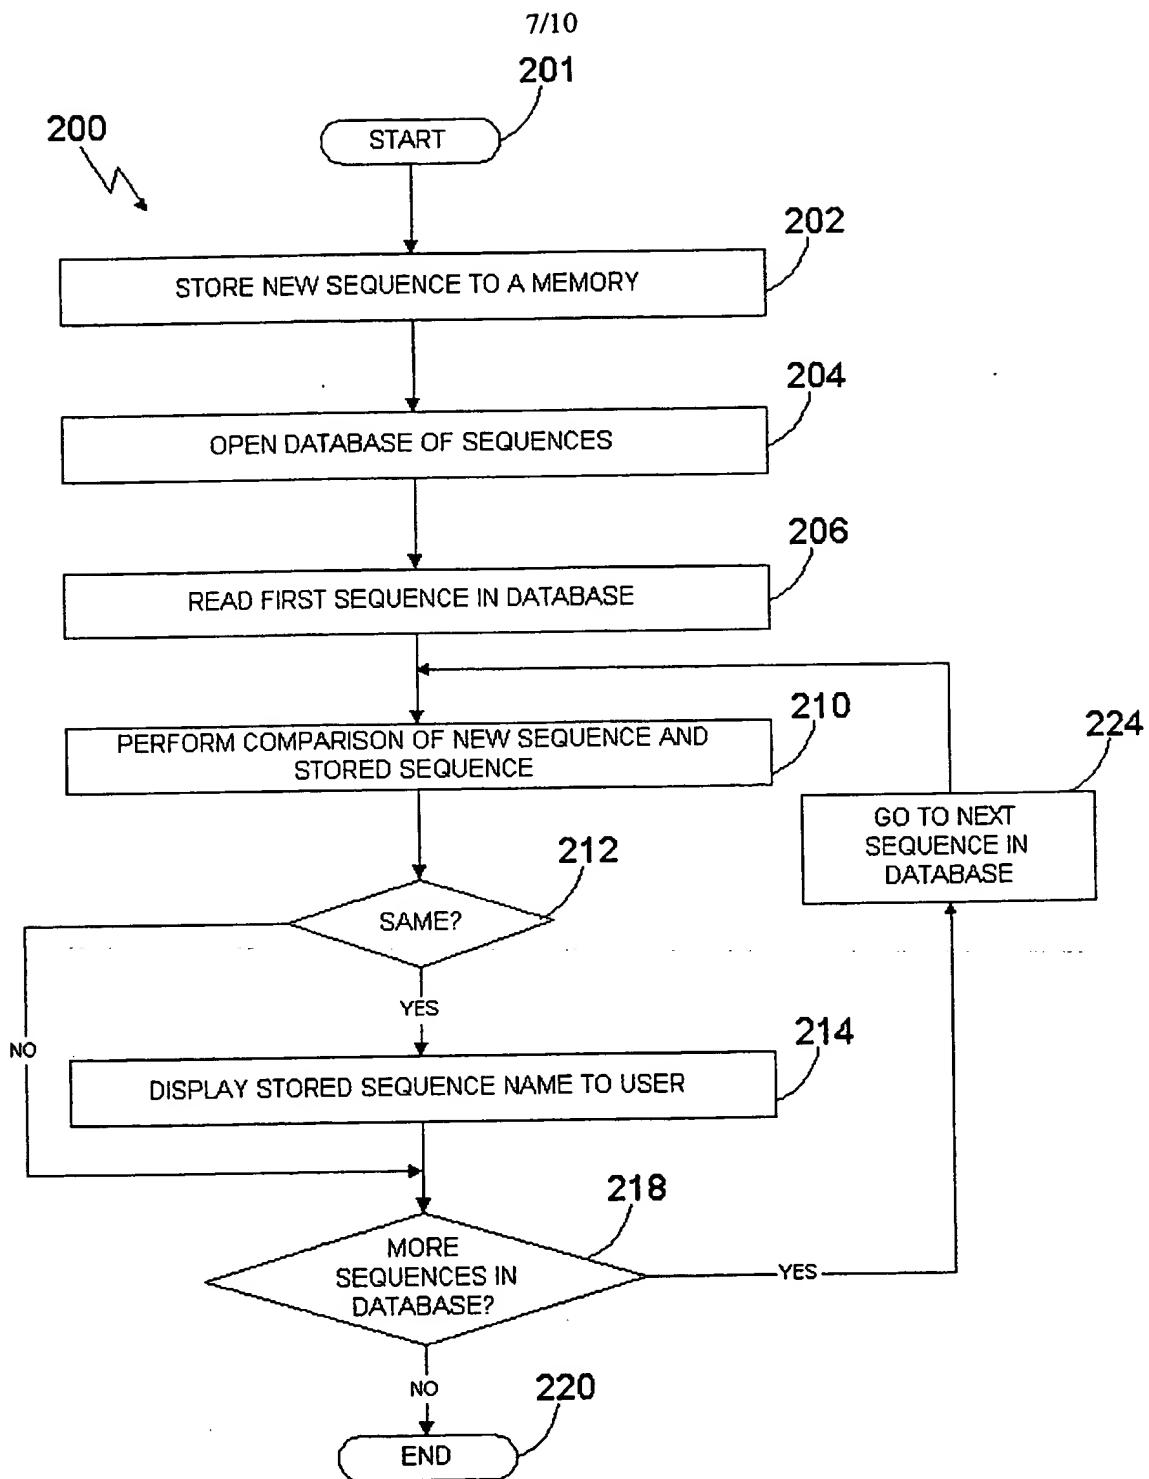 7/10
201
200
START
202
STORE NEW SEQUENCE TO A MEMORY
204
OPEN DATABASE OF SEQUENCES
206
READ FIRST SEQUENCE IN DATABASE
210
PERFORM COMPARISON OF NEW SEQUENCE AND
STORED SEQUENCE
224
GO TO NEXT
SEQUENCE IN
DATABASE
212
SAME?
YES
NO
214
DISPLAY STORED SEQUENCE NAME TO USER
218
MORE
SEQUENCES IN
DATABASE?
YES
NO
220
END